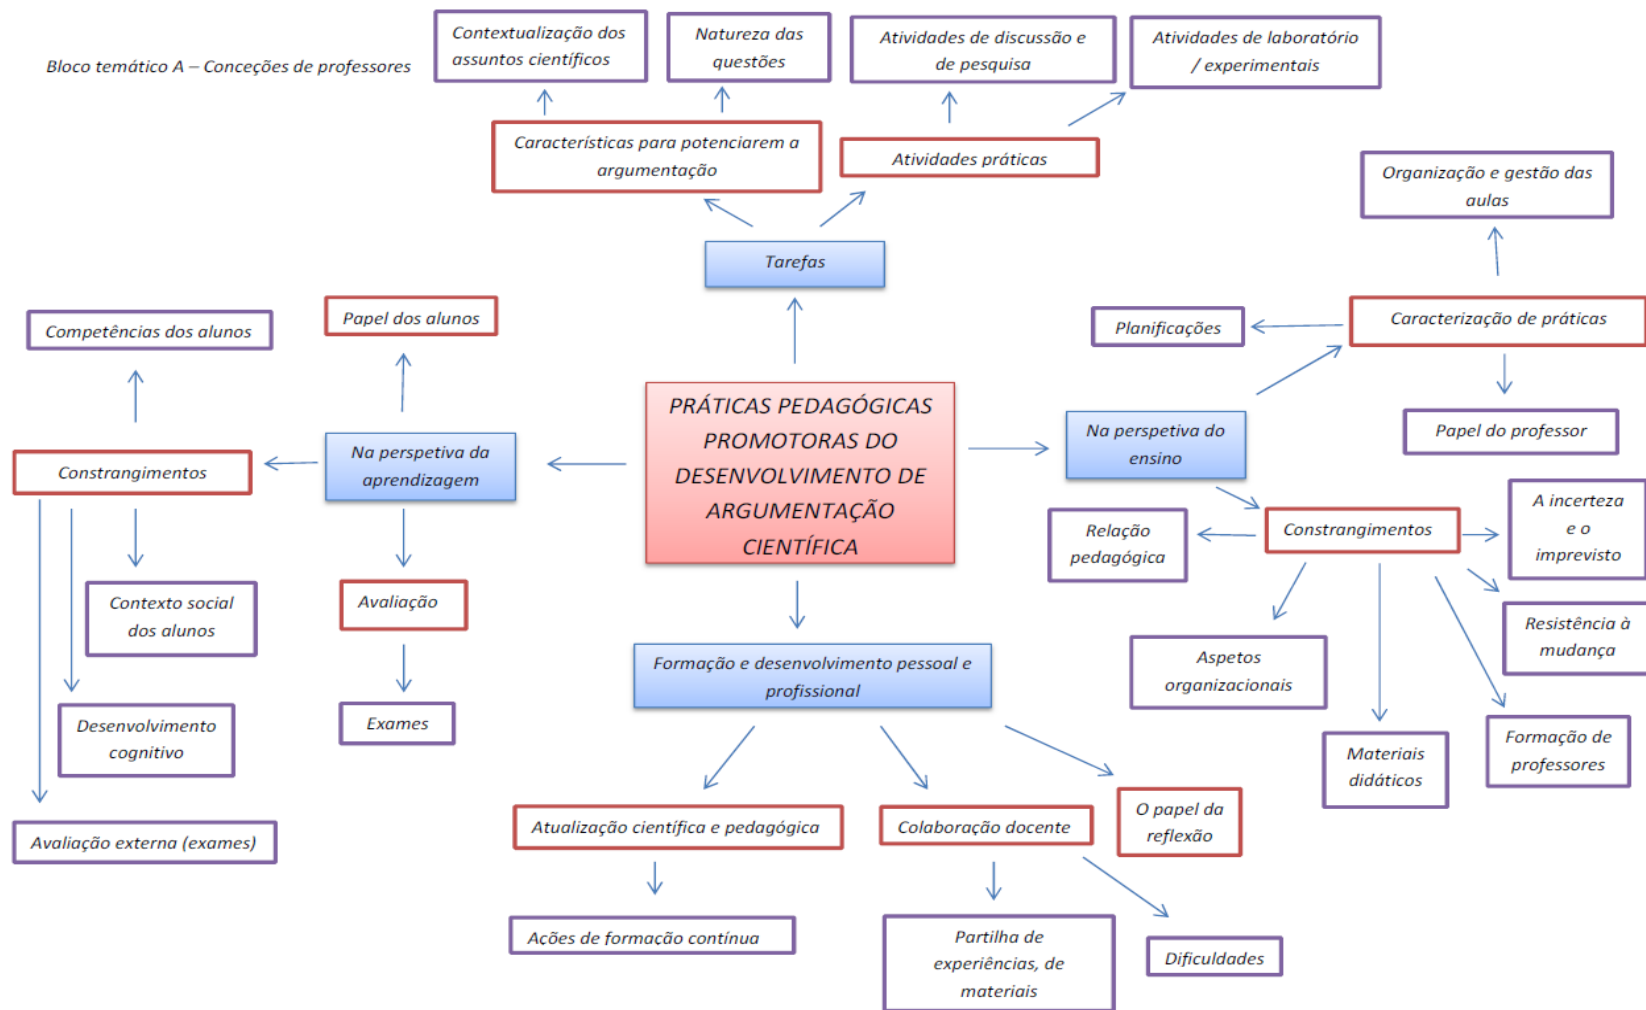 Bloco temático A – Conceções de professores
Contextualização dos
assuntos científicos
Natureza das
questões
Atividades de discussão e
de pesquisa
Atividades de laboratório
/ experimentais
Características para potenciarem a
argumentação
Atividades práticas
Organização e gestão das
aulas
Tarefas
Competências dos alunos
Papel dos alunos
Planificações
Caracterização de práticas
PRÁTICAS PEDAGÓGICAS
PROMOTORAS DO
DESENVOLVIMENTO DE
ARGUMENTAÇÃO
CIENTÍFICA
Constrangimentos
Na perspetiva da
aprendizagem
Na perspetiva do
ensino
Papel do professor
Relação
pedagógica
Constrangimentos
A incerteza
e o
imprevisto
Contexto social
dos alunos
Avaliação
Formação e desenvolvimento pessoal e
profissional
Aspetos
organizacionais
Resistência à
mudança
Desenvolvimento
cognitivo
Exames
Materiais
didáticos
Formação de
professores
Avaliação externa (exames)
Atualização científica e pedagógica
Colaboração docente
O papel da
reflexão
Ações de formação contínua
Partilha de
experiências, de
materiais
Dificuldades